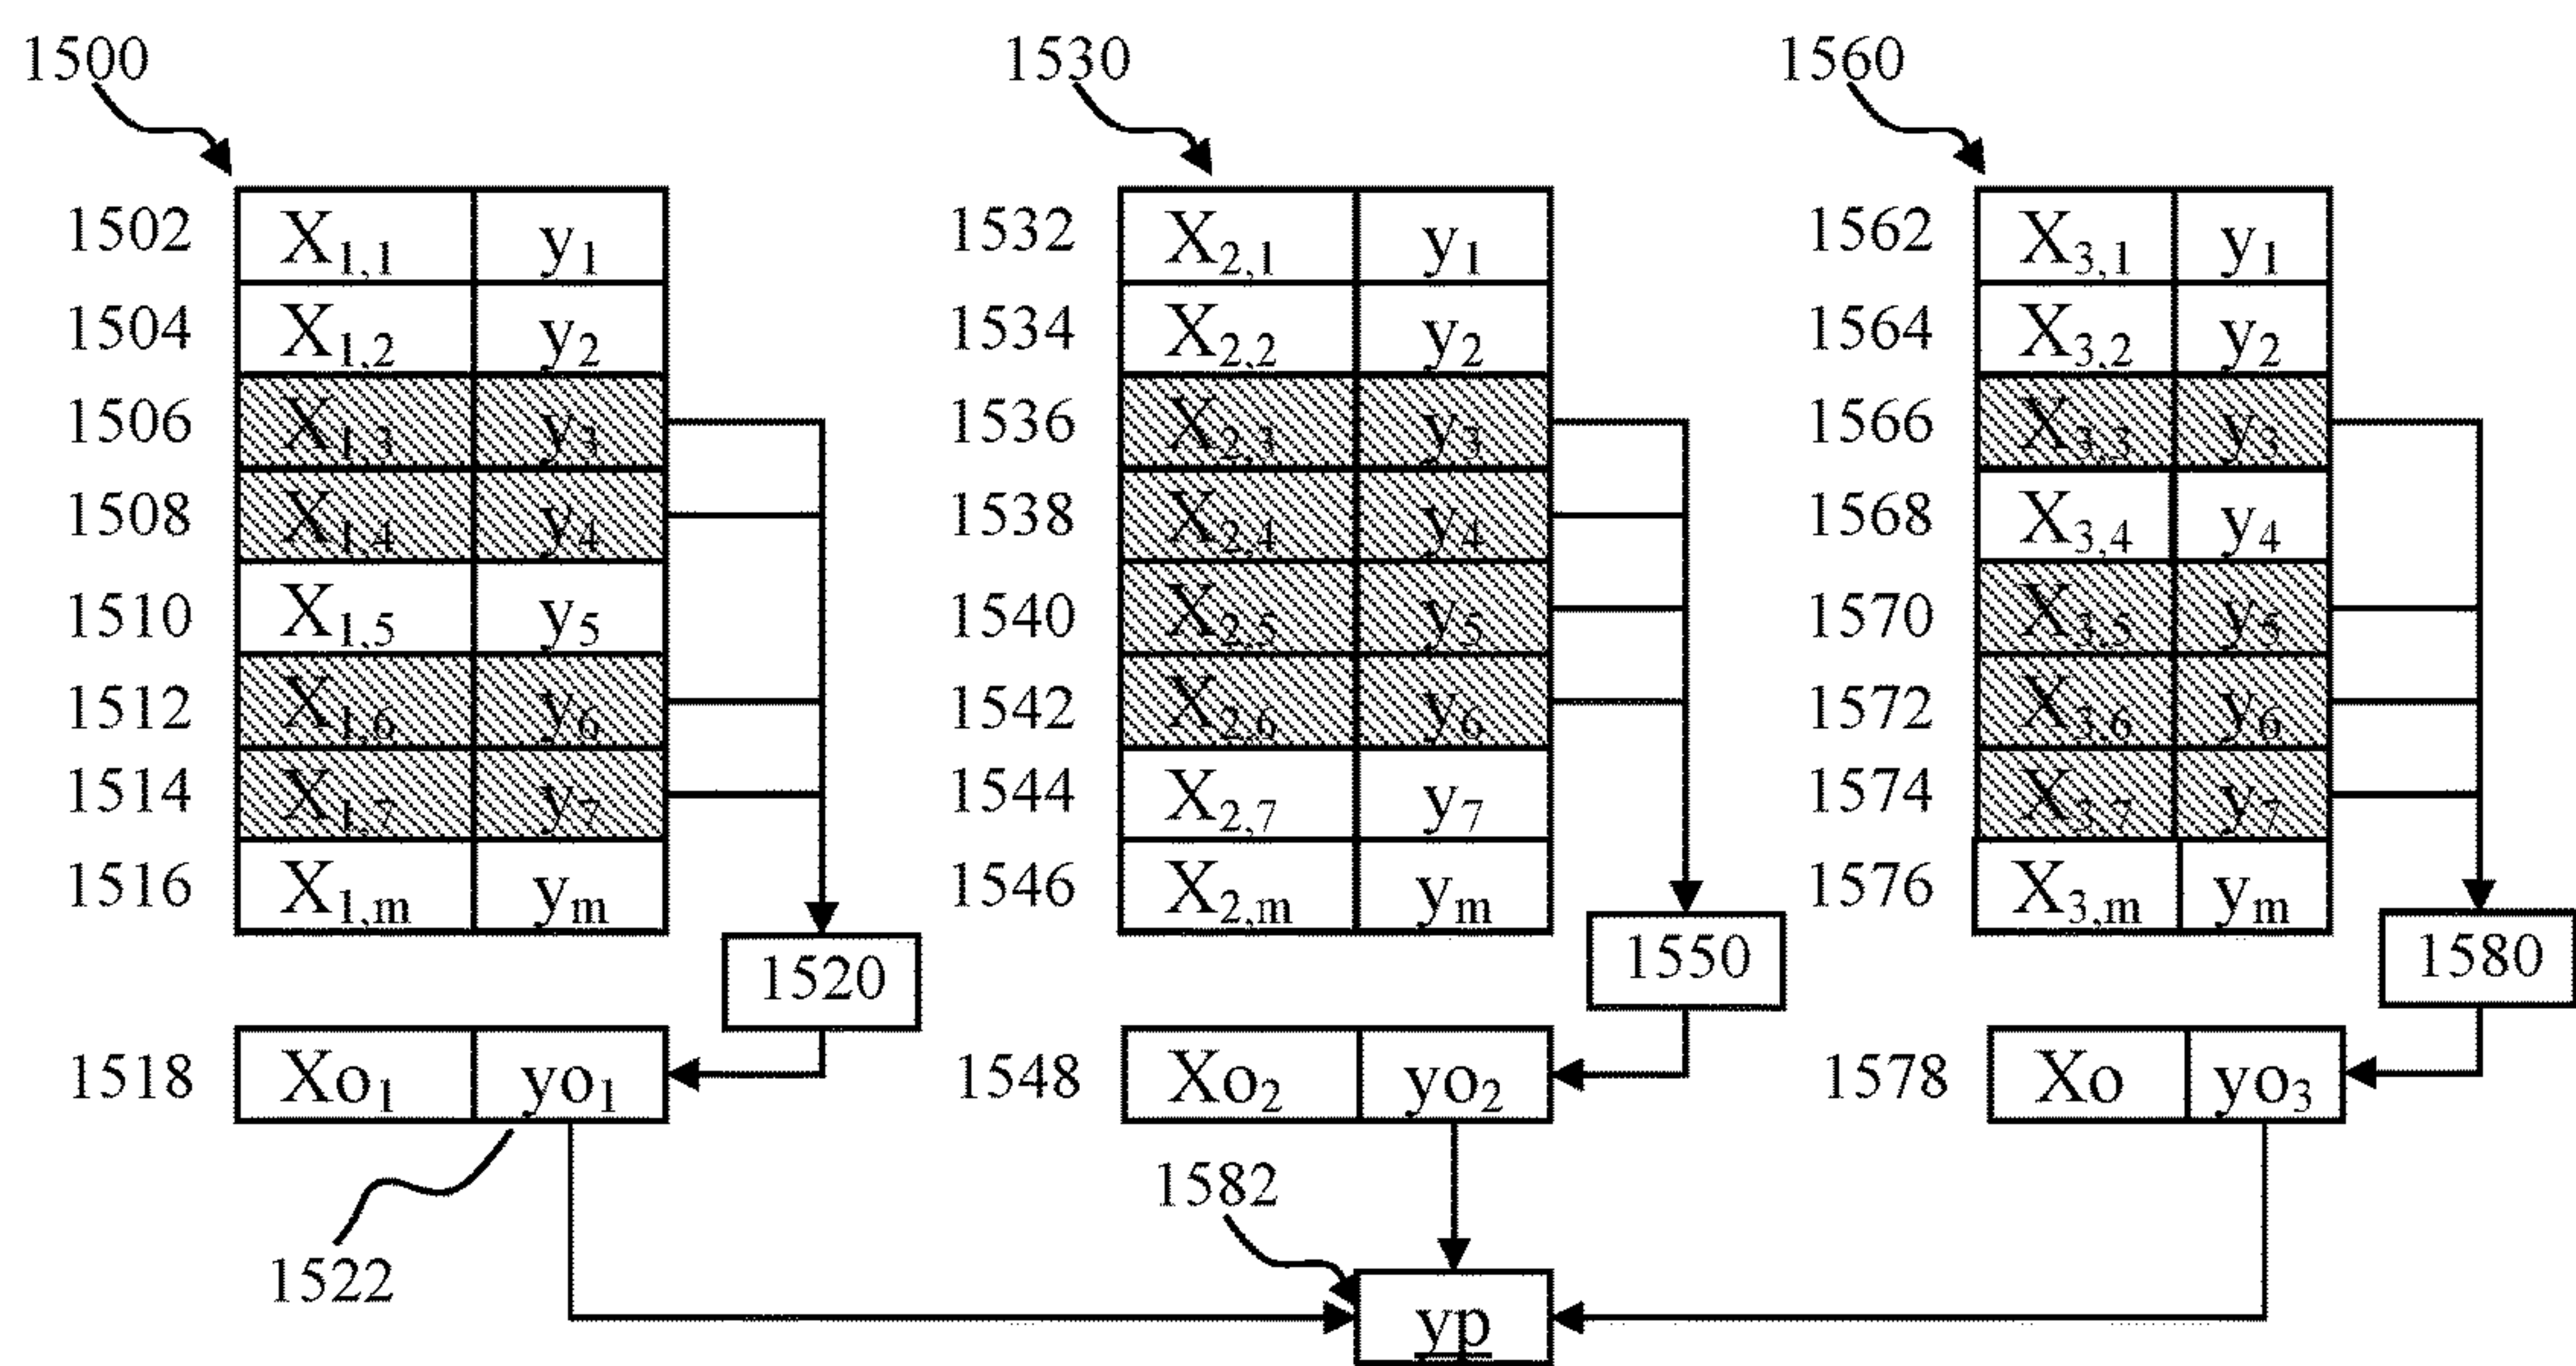 1500 1530 1560
1502 X1,1 y1 1532 X2,1 y1 1562 X3,1 y1
1504 X1,2 y2 1534 X2,2 y2 1564 X3,2 y2
1506 X1,3 y3 1536 X2,3 y3 1566 X3,3 y3
1508 X1,4 y4 1538 X2,4 y4 1568 X3,4 y4
1510 X1,5 y5 1540 X2,5 y5 1570 X3,5 y5
1512 X1,6 y6 1542 X2,6 y6 1572 X3,6 y6
1514 X1,7 y7 1544 X2,7 y7 1574 X3,7 y7
1516 X1,m ym 1546 X2,m ym 1576 X3,m ym
1520 1550 1580
1518 Xo1 yo1 1548 Xo2 yo2 1578 Xo yo3
1582
1522
yp